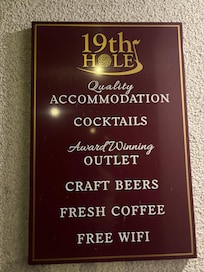 19th
HOLE
Quality
ACCOMMODATION
COCKTAILS
Award Winning
OUTLET
CRAFT BEERS
FRESH COFFEE
FREE WIFI